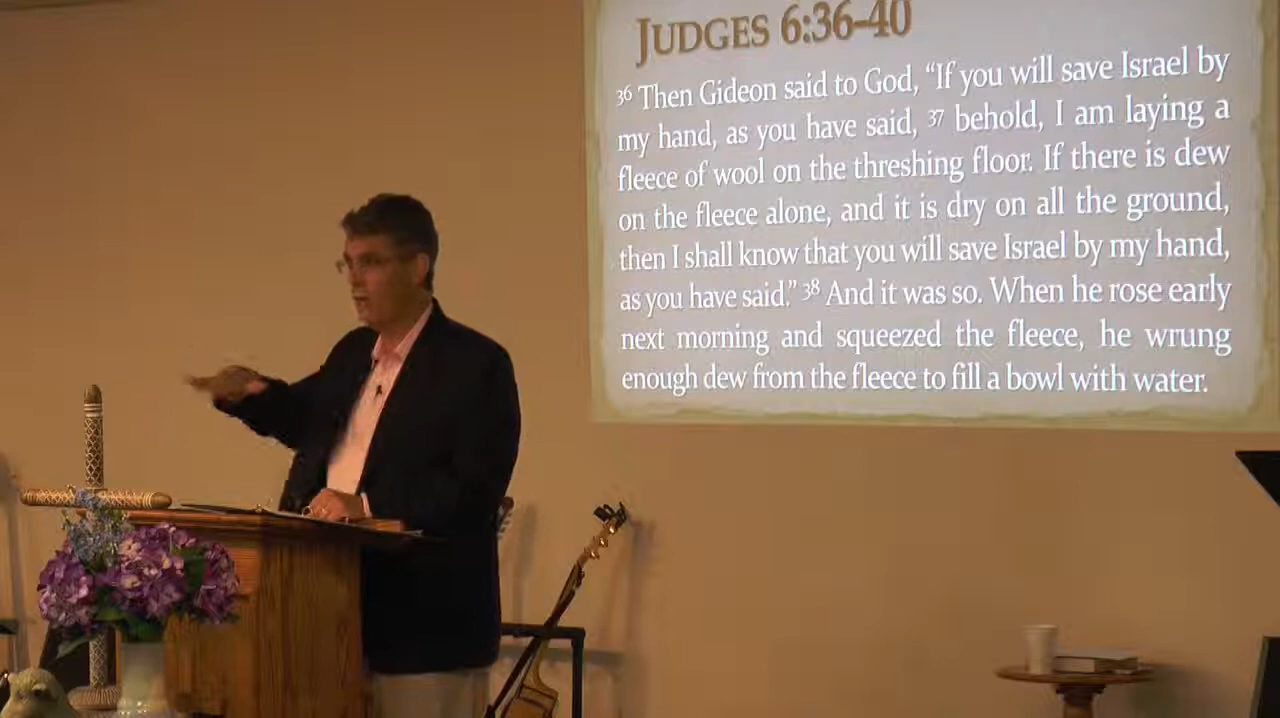 JUDGES 6:36-40
36 Then Gideon said to God, “If you will save Israel by
my hand, as you have said, 37 behold, I am laying a
fleece of wool on the threshing floor. If there is dew
on the fleece alone, and it is dry on all the ground,
then I shall know that you will save Israel by my hand,
as you have said.” 38 And it was so. When he rose early
next morning and squeezed the fleece, he wrung
enough dew from the fleece to fill a bowl with water.